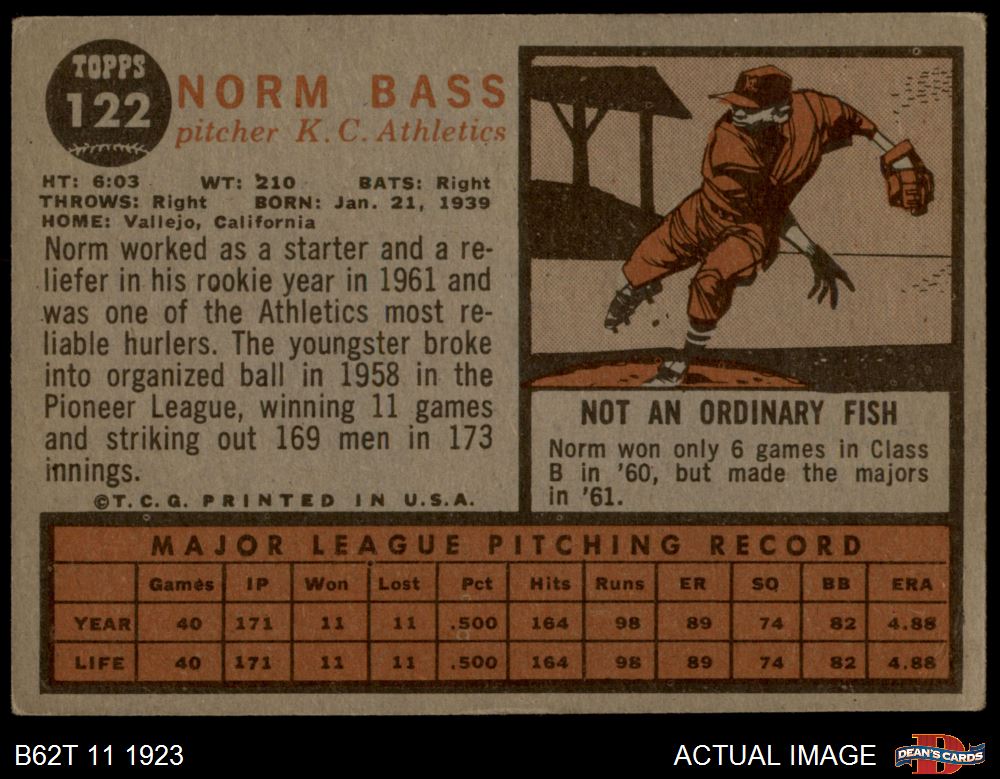 TOPPS
122
NORM BASS
pitcher K. C. Athletics
HT: 6:03 WT: 210 BATS: Right
THROWS: Right BORN: Jan. 21, 1939
HOME: Vallejo, California
Norm worked as a starter and a re-
liefer in his rookie year in 1961 and
was one of the Athletics most re-
liable hurlers. The youngster broke
into organized ball in 1958 in the
Pioneer League, winning 11 games
and striking out 169 men in 173
innings.
©T. C. G. PRINTED IN U.S.A.
NOT AN ORDINARY FISH
Norm won only 6 games in Class
B in '60, but made the majors
in '61.
MAJOR LEAGUE PITCHING RECORD
Games IP Won Lost Pct Hits Runs ER SO BB ERA
YEAR 40 171 11 11 .500 164 98 89 74 82 4.88
LIFE 40 171 11 11 .500 164 98 89 74 82 4.88
B62T 11 1923
ACTUAL IMAGE
DEAN'S CARDS